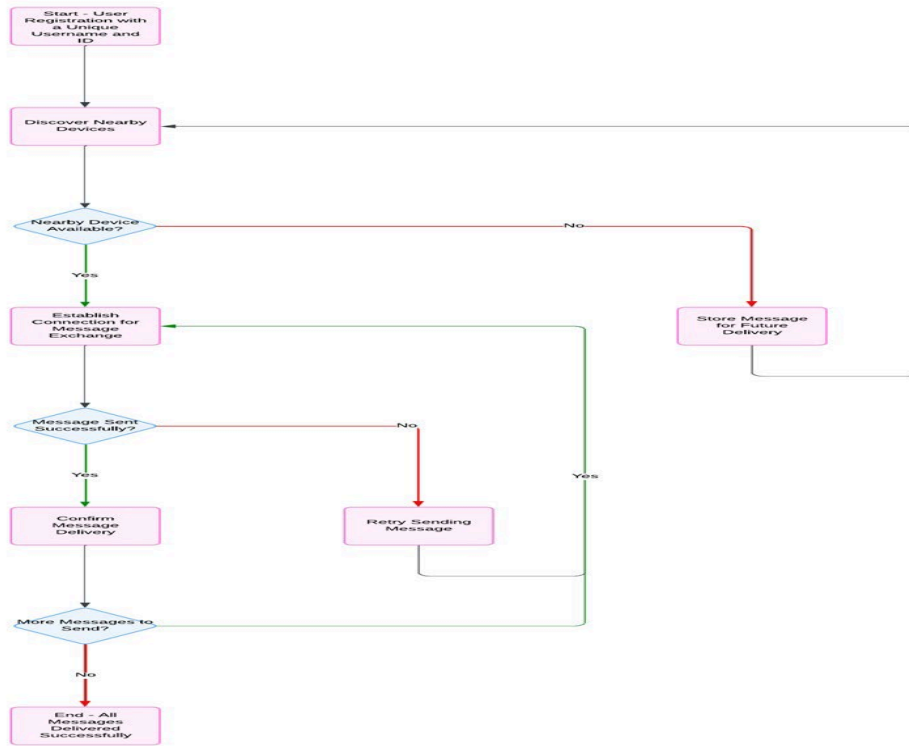 Start - User
Registration with
a Unique
Username and
ID
Discover Nearby
Devices
Nearby Device
Available?
No
Yes
Establish
Connection for
Message
Exchange
Store Message
for Future
Delivery
Message Sent
Successfully?
No
Yes
Yes
Confirm
Message
Delivery
Retry Sending
Message
More Messages to
Send?
No
End - All
Messages
Delivered
Successfully